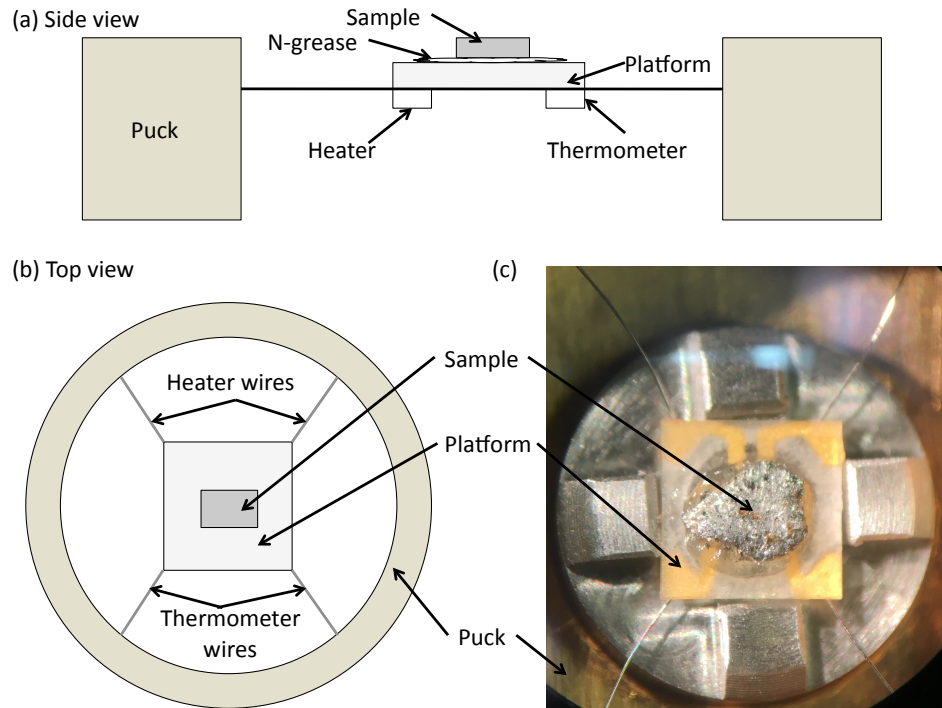 (a) Side view
Sample
N-grease
Platform
Puck
Heater
Thermometer
(b) Top view
(c)
Heater wires
Sample
Platform
Thermometer
wires
Puck